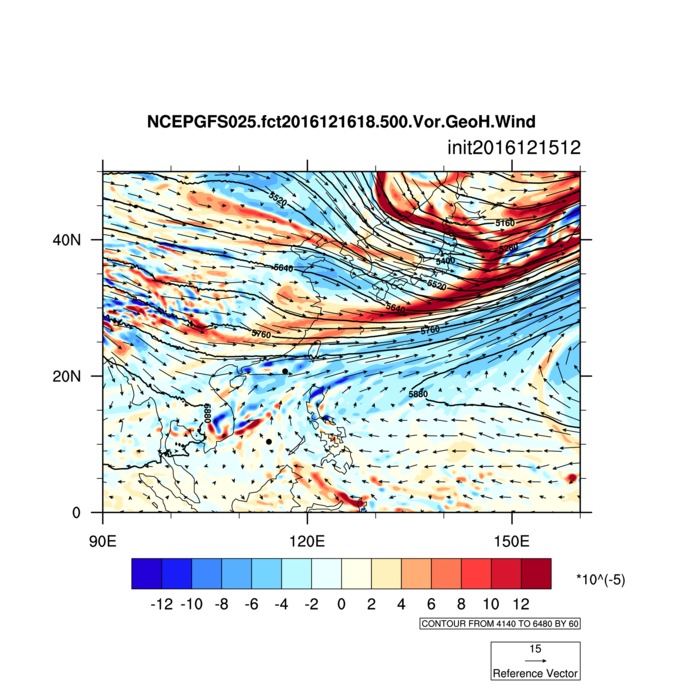 NCEPGFS025.fct2016121618.500.Vor.GeoH.Wind
init2016121512
5520
5160
40N
5280
5400
5640
5520
5640
5760
5760
20N
5880
6880
0
90E 120E 150E
-12 -10 -8 -6 -4 -2 0 2 4 6 8 10 12
*10^(-5)
CONTOUR FROM 4140 TO 6480 BY 60
15
Reference Vector